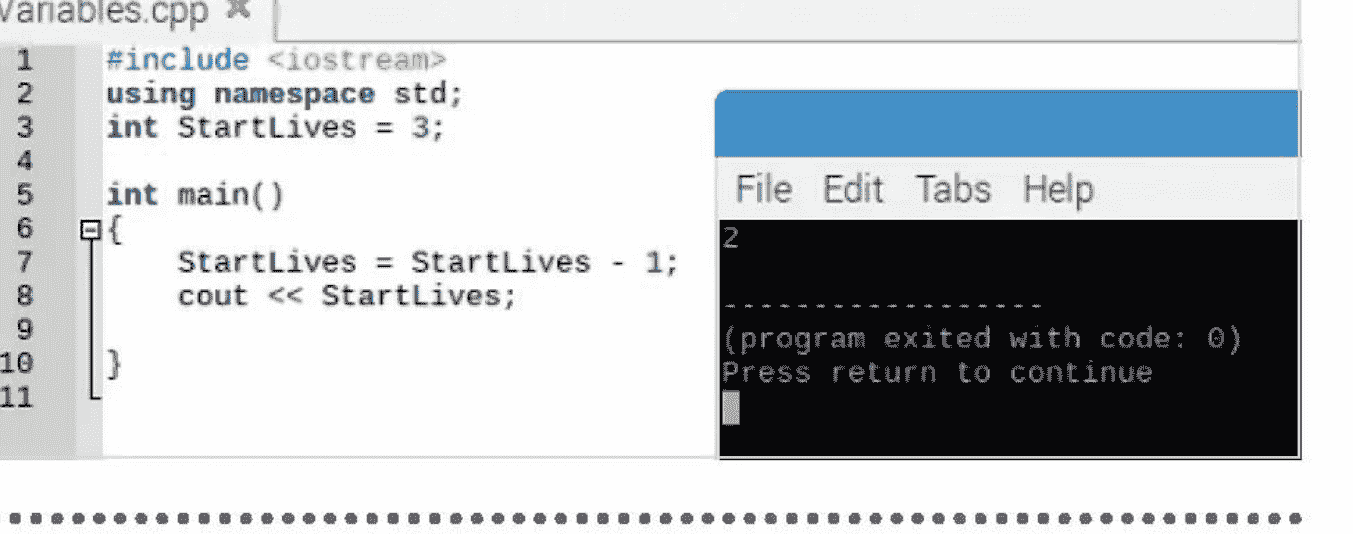 Variables.cpp ×
1 #include <iostream>
2 using namespace std;
3 int StartLives = 3;
4
5 int main()
6 {
7 StartLives = StartLives - 1;
8 cout << StartLives;
9
10 }
11
File Edit Tabs Help
2
------------------
(program exited with code: 0)
Press return to continue